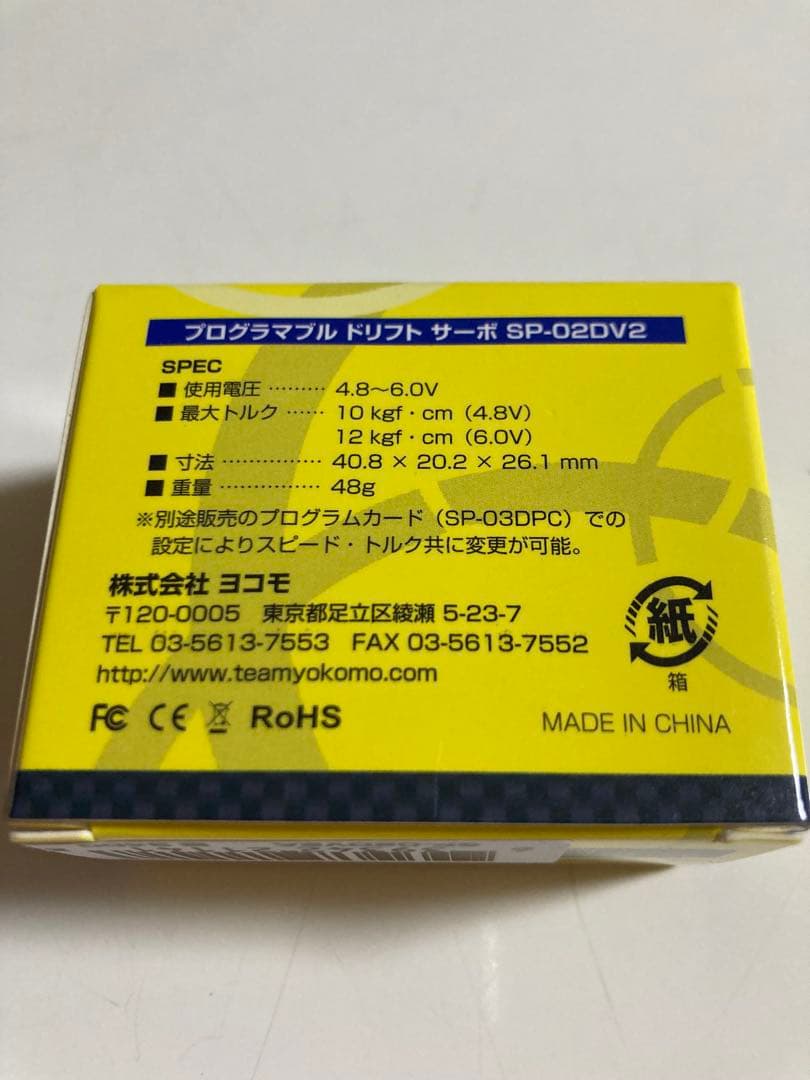 プログラマブル ドリフト サーボ SP-02DV2
SPEC
■ 使用電圧 ……… 4.8～6.0V
■ 最大トルク …… 10 kgf・cm（4.8V）
12 kgf・cm（6.0V）
■ 寸法 …………… 40.8 × 20.2 × 26.1 mm
■ 重量 …………… 48g
※別途販売のプログラムカード（SP-03DPC）での
設定によりスピード・トルク共に変更が可能。
株式会社 ヨコモ
〒120-0005 東京都足立区綾瀬 5-23-7
TEL 03-5613-7553 FAX 03-5613-7552
http://www.teamyokomo.com
紙
箱
FC CE RoHS
MADE IN CHINA